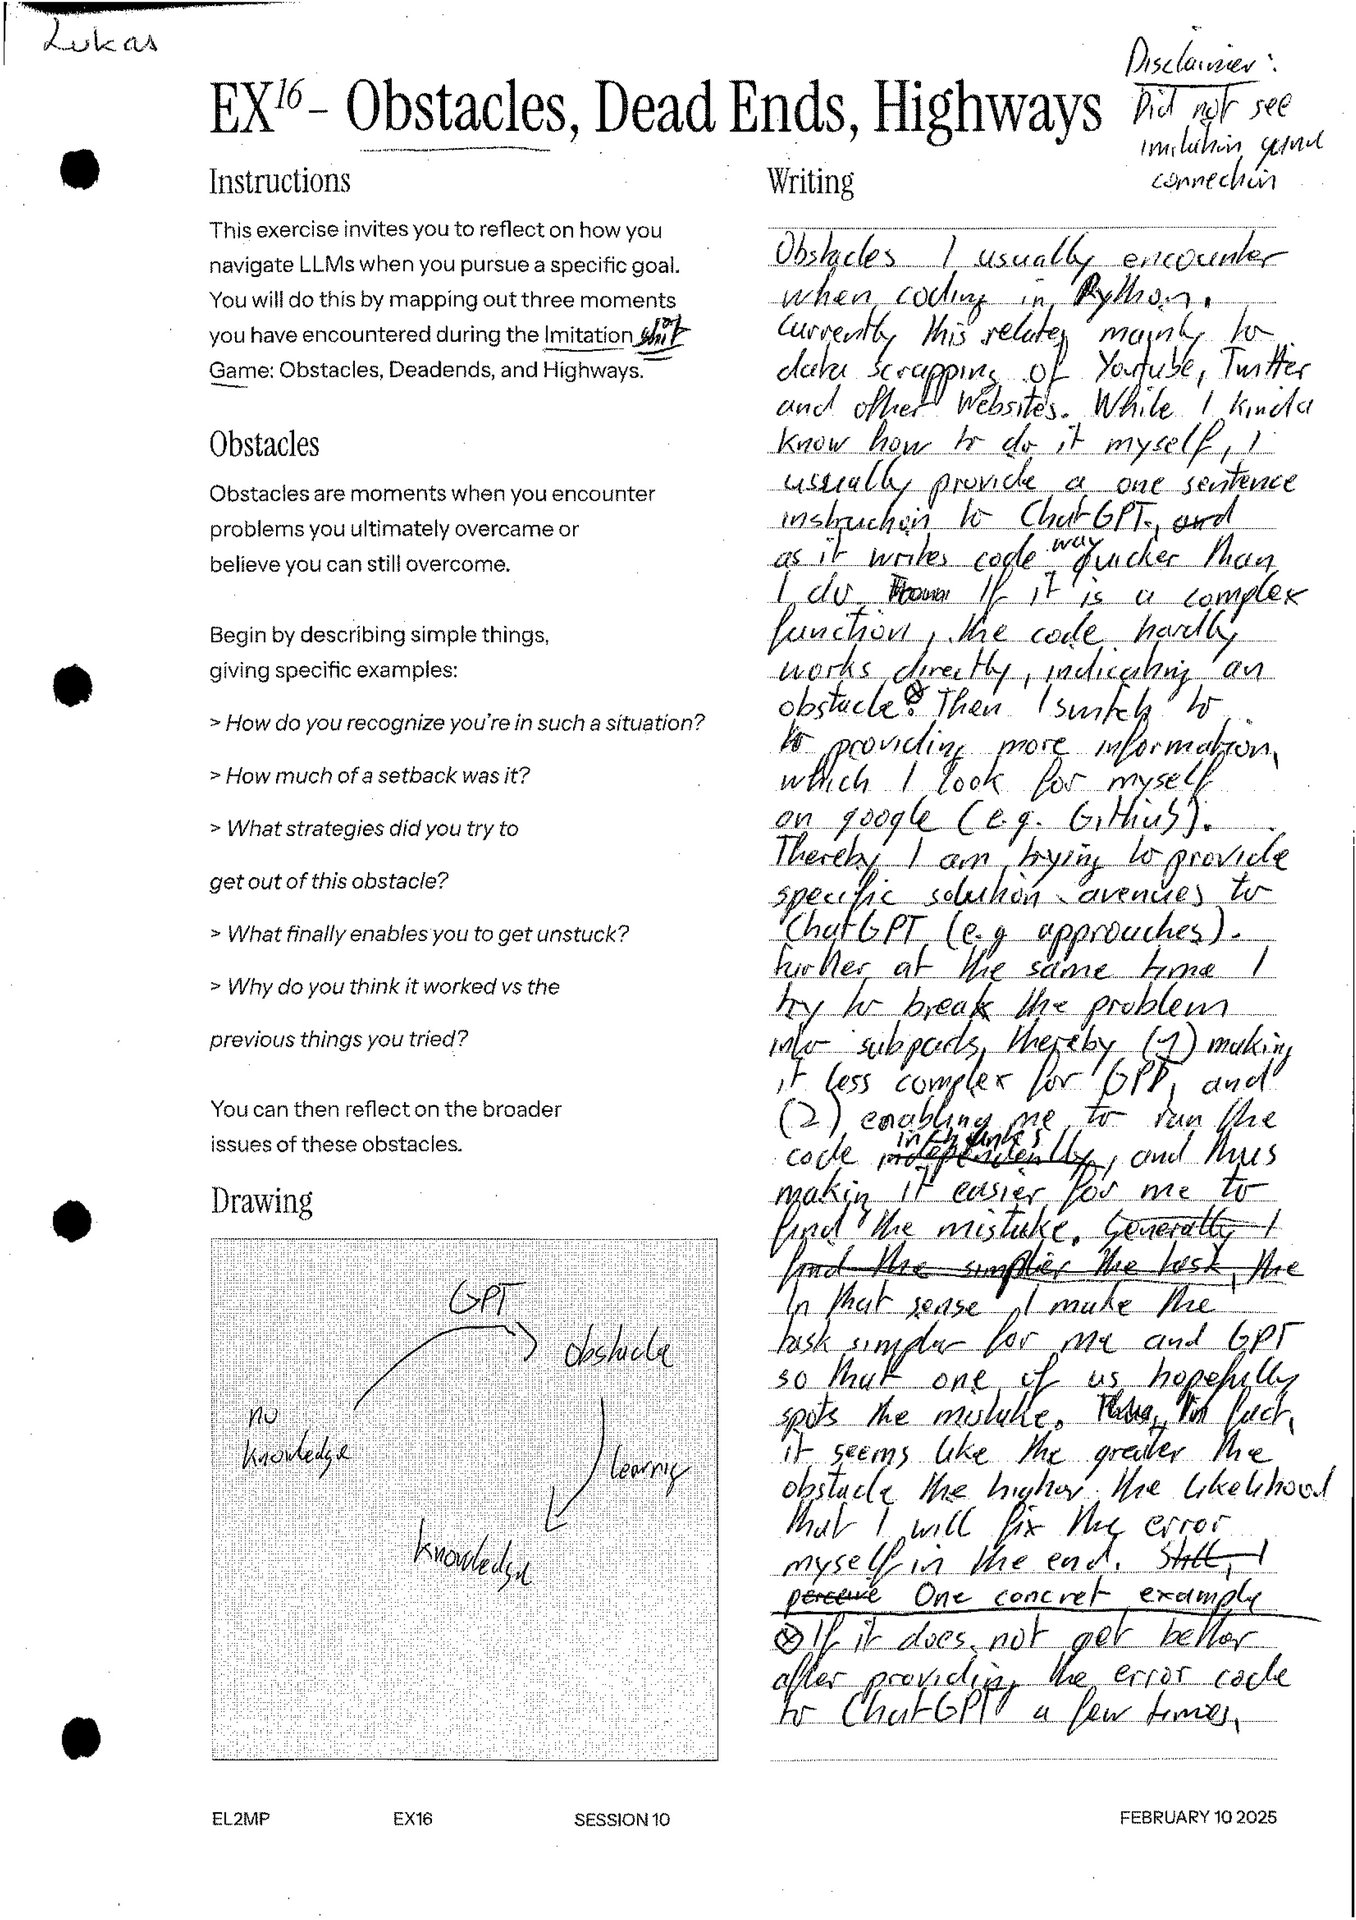 Lukas
Disclaimer:
Did not see
imitation game
connection
EX16 – Obstacles, Dead Ends, Highways
Instructions
This exercise invites you to reflect on how you
navigate LLMs when you pursue a specific goal.
You will do this by mapping out three moments
you have encountered during the Imitation
Game: Obstacles, Deadends, and Highways.
Obstacles
Obstacles are moments when you encounter
problems you ultimately overcame or
believe you can still overcome.
Begin by describing simple things,
giving specific examples:
> How do you recognize you're in such a situation?
> How much of a setback was it?
> What strategies did you try to
get out of this obstacle?
> What finally enables you to get unstuck?
> Why do you think it worked vs the
previous things you tried?
You can then reflect on the broader
issues of these obstacles.
Drawing
GPT
obstacle
no
knowledge
learning
knowledge
Writing
Obstacles I usually encounter
when coding in Python.
Currently this relates mainly to
data scrapping of Youtube, Twitter
and other Websites. While I kinda
know how to do it myself, I
usually provide a one sentence
instruction to ChatGPT, and
as it writes code way quicker than
I do. If it is a complex
function, the code hardly
works directly, indicating an
obstacle.⊗ Then I switch to
to providing more information,
which I look for myself
on google (e.g. GitHub).
Thereby I am trying to provide
specific solution avenues to
ChatGPT (e.g approaches).
Further at the same time I
try to break the problem
into subparts, thereby (1) making
it less complex for GPT, and
(2) enabling me to run the
code independently in chunks, and thus
making it easier for me to
find the mistake. Generally I
find the simplier the task, the
In that sense I make the
task simpler for me and GPT
so that one of us hopefully
spots the mistake. In fact,
it seems like the greater the
obstacle the higher the likelihood
that I will fix the error
myself in the end. Still, I
perceive One concret example
⊗ If it does not get better
after providing the error code
to ChatGPT a few times.
EL2MP EX16 SESSION 10 FEBRUARY 10 2025